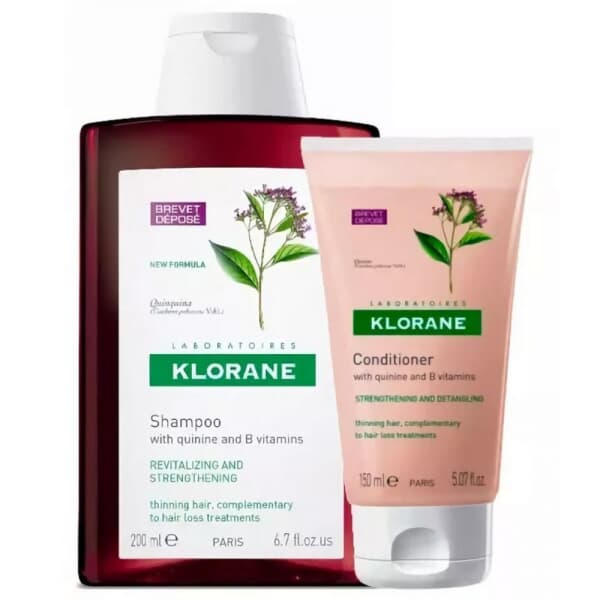 BREVET
DÉPOSÉ
NEW FORMULA
Quinquina
LABORATOIRES
KLORANE
Shampoo
with quinine and B vitamins
REVITALIZING AND
STRENGTHENING
thinning hair, complementary
to hair loss treatments
200 ml e PARIS 6.7 fl.oz.us
BREVET
DÉPOSÉ
LABORATOIRES
KLORANE
Conditioner
with quinine and B vitamins
STRENGTHENING AND DETANGLING
thinning hair, complementary
to hair loss treatments
150 ml e PARIS 5.07 fl.oz.